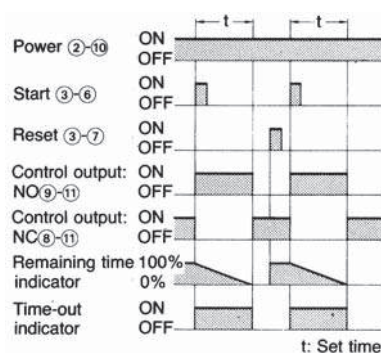 t t
Power ②-⑩ ON
OFF
Start ③-⑥ ON
OFF
Reset ③-⑦ ON
OFF
Control output: ON
NO⑨-⑪ OFF
Control output: ON
NC⑧-⑪ OFF
Remaining time 100%
indicator 0%
Time-out ON
indicator OFF
t: Set time